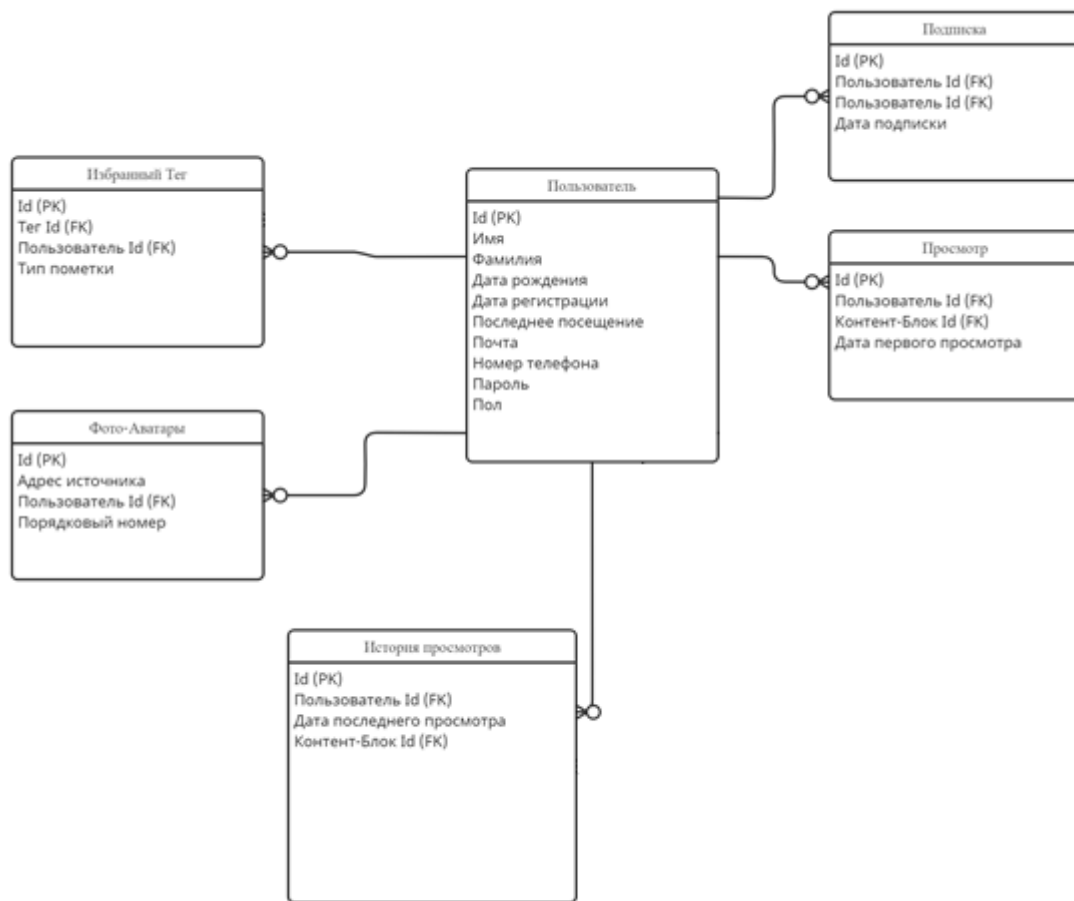 Подписка
Id (PK)
Пользователь Id (FK)
Пользователь Id (FK)
Дата подписки
Избранный Тег
Id (PK)
Тег Id (FK)
Пользователь Id (FK)
Тип пометки
Пользователь
Id (PK)
Имя
Фамилия
Дата рождения
Дата регистрации
Последнее посещение
Почта
Номер телефона
Пароль
Пол
Просмотр
Id (PK)
Пользователь Id (FK)
Контент-Блок Id (FK)
Дата первого просмотра
Фото-Аватары
Id (PK)
Адрес источника
Пользователь Id (FK)
Порядковый номер
История просмотров
Id (PK)
Пользователь Id (FK)
Дата последнего просмотра
Контент-Блок Id (FK)